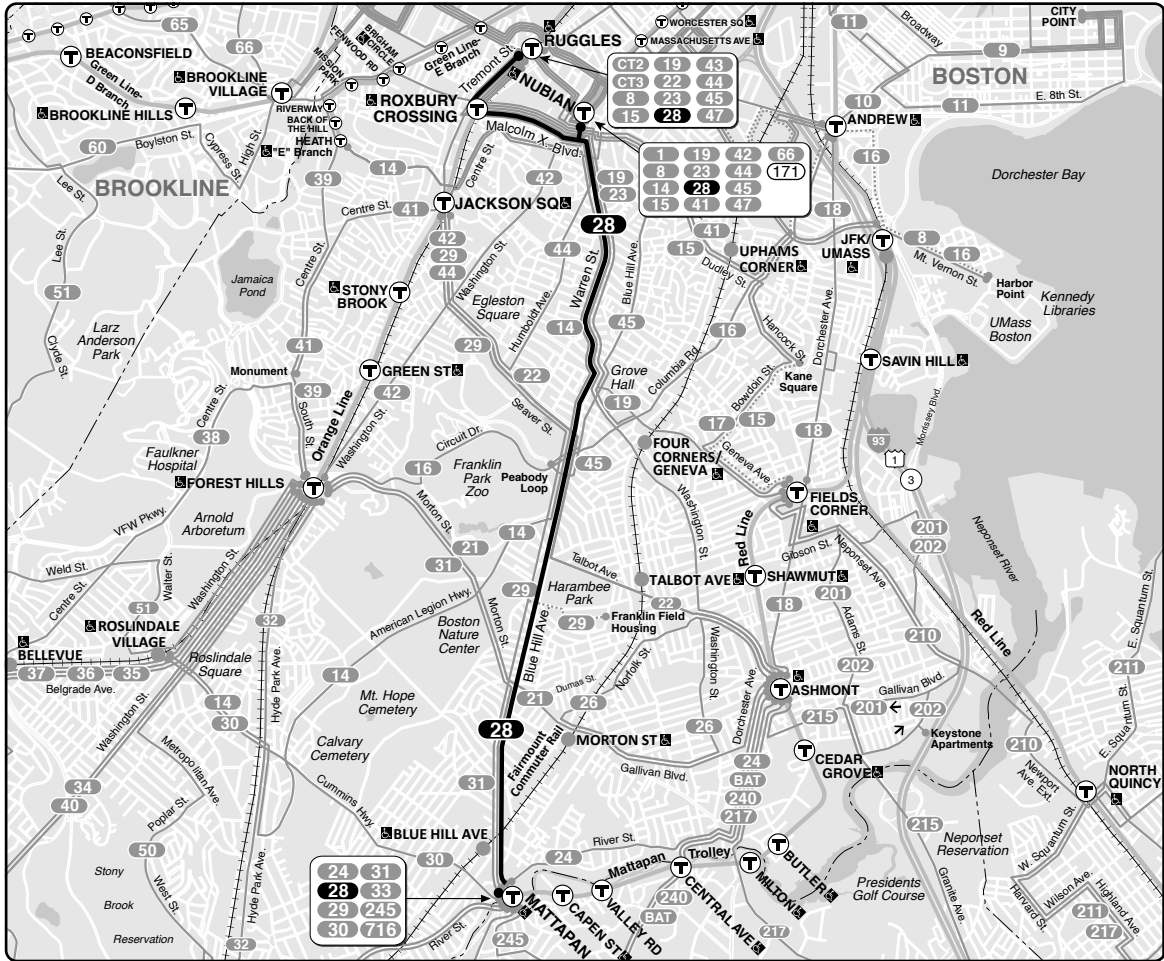 65
66
BEACONSFIELD
Green Line-
D Branch
BROOKLINE
VILLAGE
BROOKLINE HILLS
60
Boylston St.
Cypress St.
High St.
BROOKLINE
Lee St.
Lee St.
51
Clyde St.
Larz
Anderson
Park
Jamaica
Pond
MISSION
PARK
FENWOOD RD
BRIGHAM
CIRCLE
Green Line-
E Branch
RIVERWAY
BACK OF
THE HILL
HEATH
"E" Branch
ROXBURY
CROSSING
Tremont St.
RUGGLES
NUBIAN
WORCESTER SQ
MASSACHUSETTS AVE
CT2 19 43
CT3 22 44
8 23 45
15 28 47
1 19 42 66
8 23 44 171
14 28 45
15 41 47
11
Broadway
CITY
POINT
9
BOSTON
E. 8th St.
10
11
ANDREW
16
Dorchester Bay
18
JFK/
UMASS
8
16
Mt. Vernon St.
Harbor
Point
Kennedy
Libraries
UMass
Boston
Malcolm X. Blvd.
14
39
Centre St.
Centre St.
41
JACKSON SQ
42
29
44
Washington St.
42
44
19
23
28
Warren St.
Blue Hill Ave.
15
41
Dudley St.
UPHAMS
CORNER
Dorchester Ave.
Hancock St.
STONY
BROOK
Egleston
Square
Humboldt Ave.
14
45
16
SAVIN HILL
Centre St.
41
Monument
39
South St.
GREEN ST
42
Orange Line
Washington St.
29
22
Seaver St.
Grove
Hall
19
Columbia Rd.
Kane
Square
Bowdoin St.
17
15
18
Geneva Ave.
Morrissey Blvd.
93
1
3
Centre St.
38
Faulkner
Hospital
FOREST HILLS
VFW Pkwy.
Arnold
Arboretum
Circuit Dr.
16
Franklin
Park
Zoo
Peabody
Loop
45
FOUR
CORNERS/
GENEVA
Washington St.
FIELDS
CORNER
201
202
Neponset River
Morton St.
21
31
14
Talbot Ave.
TALBOT AVE
Red Line
SHAWMUT
Gibson St.
Neponset Ave.
201
18
Adams St.
210
Red Line
Weld St.
Centre St.
Walter St.
51
Washington St.
ROSLINDALE
VILLAGE
BELLEVUE
37 36 35
Belgrade Ave.
Roslindale
Square
32
Hyde Park Ave.
American Legion Hwy.
14
Boston
Nature
Center
Morton St.
29
Blue Hill Ave.
Harambee
Park
29
Franklin Field
Housing
22
Norfolk St.
Washington St.
Dumas St.
21
26
26
Dorchester Ave.
ASHMONT
202
Gallivan Blvd.
201
202
215
Keystone
Apartments
E. Squantum St.
211
E. Squantum St.
210
Newport
Ave. Ext.
NORTH
QUINCY
14
30
Mt. Hope
Cemetery
Calvary
Cemetery
28
Fairmount
Commuter Rail
MORTON ST
Gallivan Blvd.
24
BAT
240
217
CEDAR
GROVE
Washington St.
Metropolitan Ave.
34
40
Poplar St.
50
West St.
Stony
Brook
Reservation
Hyde Park Ave.
32
Cummins Hwy.
31
BLUE HILL AVE
30
24
River St.
Mattapan
Trolley
BUTLER
MILTON
CENTRAL AVE
VALLEY RD
CAPEN ST
MATTAPAN
24 31
28 33
29 245
30 716
River St.
245
240
BAT
217
215
Granite Ave.
Neponset
Reservation
Presidents
Golf Course
W. Squantum St.
Harvard St.
Wilson Ave.
Highland Ave.
211
217